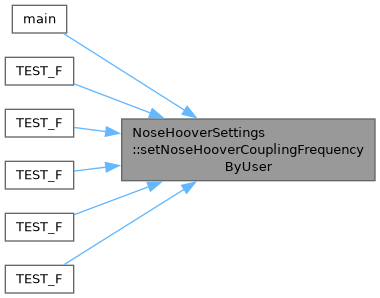 main
TEST_F
TEST_F
TEST_F
TEST_F
TEST_F
NoseHooverSettings
::setNoseHooverCouplingFrequency
ByUser